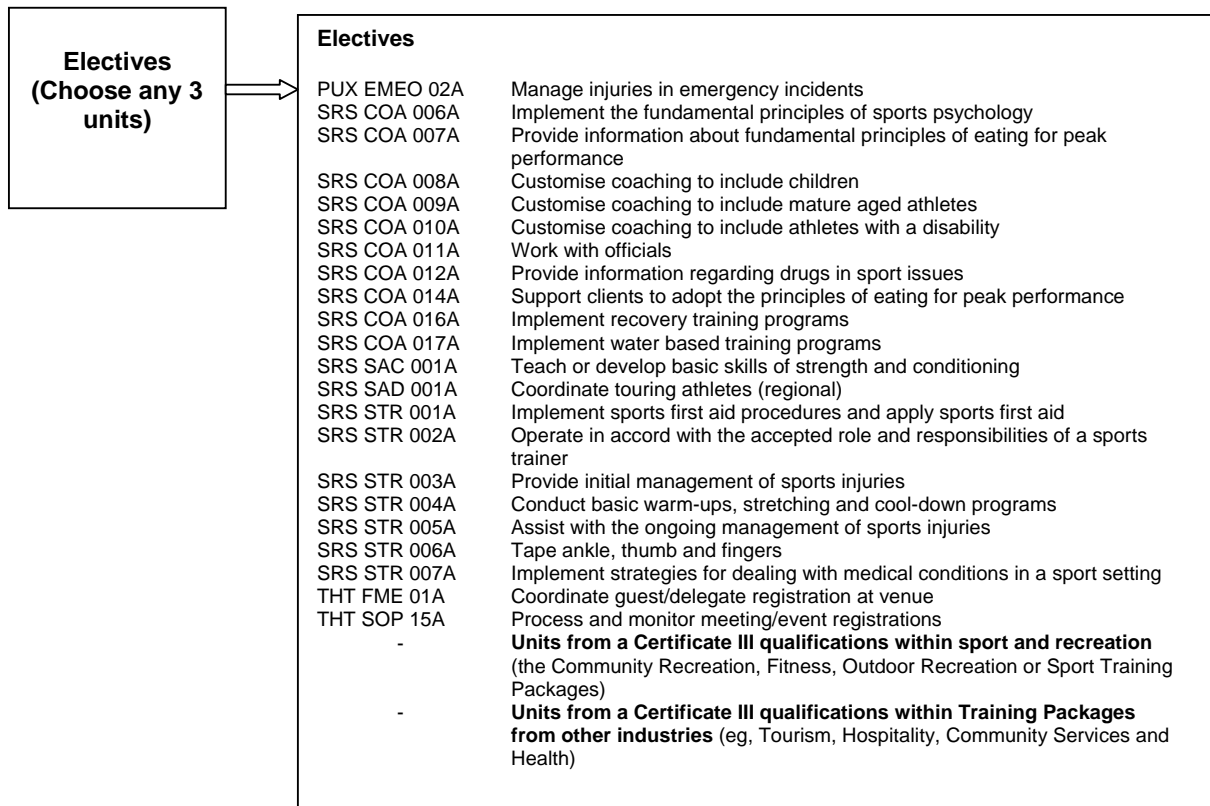 Electives
(Choose any 3
units)
Electives
PUX EMEO 02A Manage injuries in emergency incidents
SRS COA 006A Implement the fundamental principles of sports psychology
SRS COA 007A Provide information about fundamental principles of eating for peak
performance
SRS COA 008A Customise coaching to include children
SRS COA 009A Customise coaching to include mature aged athletes
SRS COA 010A Customise coaching to include athletes with a disability
SRS COA 011A Work with officials
SRS COA 012A Provide information regarding drugs in sport issues
SRS COA 014A Support clients to adopt the principles of eating for peak performance
SRS COA 016A Implement recovery training programs
SRS COA 017A Implement water based training programs
SRS SAC 001A Teach or develop basic skills of strength and conditioning
SRS SAD 001A Coordinate touring athletes (regional)
SRS STR 001A Implement sports first aid procedures and apply sports first aid
SRS STR 002A Operate in accord with the accepted role and responsibilities of a sports
trainer
SRS STR 003A Provide initial management of sports injuries
SRS STR 004A Conduct basic warm-ups, stretching and cool-down programs
SRS STR 005A Assist with the ongoing management of sports injuries
SRS STR 006A Tape ankle, thumb and fingers
SRS STR 007A Implement strategies for dealing with medical conditions in a sport setting
THT FME 01A Coordinate guest/delegate registration at venue
THT SOP 15A Process and monitor meeting/event registrations
- Units from a Certificate III qualifications within sport and recreation
(the Community Recreation, Fitness, Outdoor Recreation or Sport Training
Packages)
- Units from a Certificate III qualifications within Training Packages
from other industries (eg, Tourism, Hospitality, Community Services and
Health)